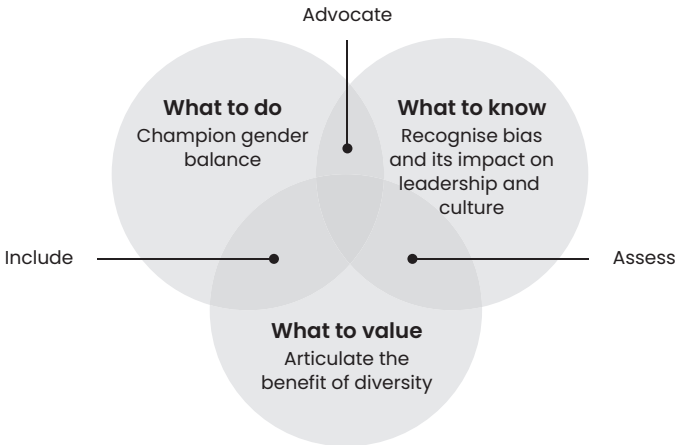 Advocate
What to do
Champion gender
balance
What to know
Recognise bias
and its impact on
leadership and
culture
Include
Assess
What to value
Articulate the
benefit of diversity